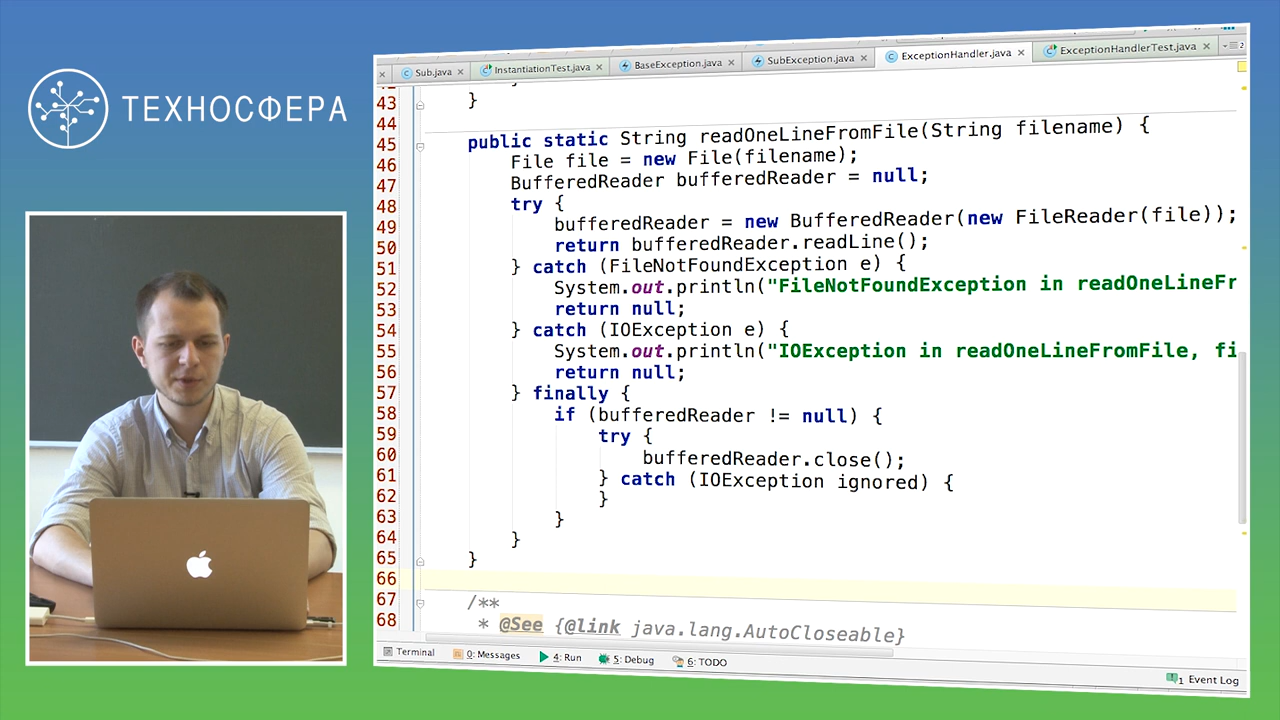 ТЕХНОСФЕРА
Sub.java
InstantiationTest.java
BaseException.java
SubException.java
ExceptionHandler.java
ExceptionHandlerTest.java
43 }
44
45 public static String readOneLineFromFile(String filename) {
46 File file = new File(filename);
47 BufferedReader bufferedReader = null;
48 try {
49 bufferedReader = new BufferedReader(new FileReader(file));
50 return bufferedReader.readLine();
51 } catch (FileNotFoundException e) {
52 System.out.println("FileNotFoundException in readOneLineFr
53 return null;
54 } catch (IOException e) {
55 System.out.println("IOException in readOneLineFromFile, fi
56 return null;
57 } finally {
58 if (bufferedReader != null) {
59 try {
60 bufferedReader.close();
61 } catch (IOException ignored) {
62 }
63 }
64 }
65 }
66
67 /**
68 * @See {@link java.lang.AutoCloseable}
Terminal
0: Messages
4: Run
5: Debug
6: TODO
1 Event Log